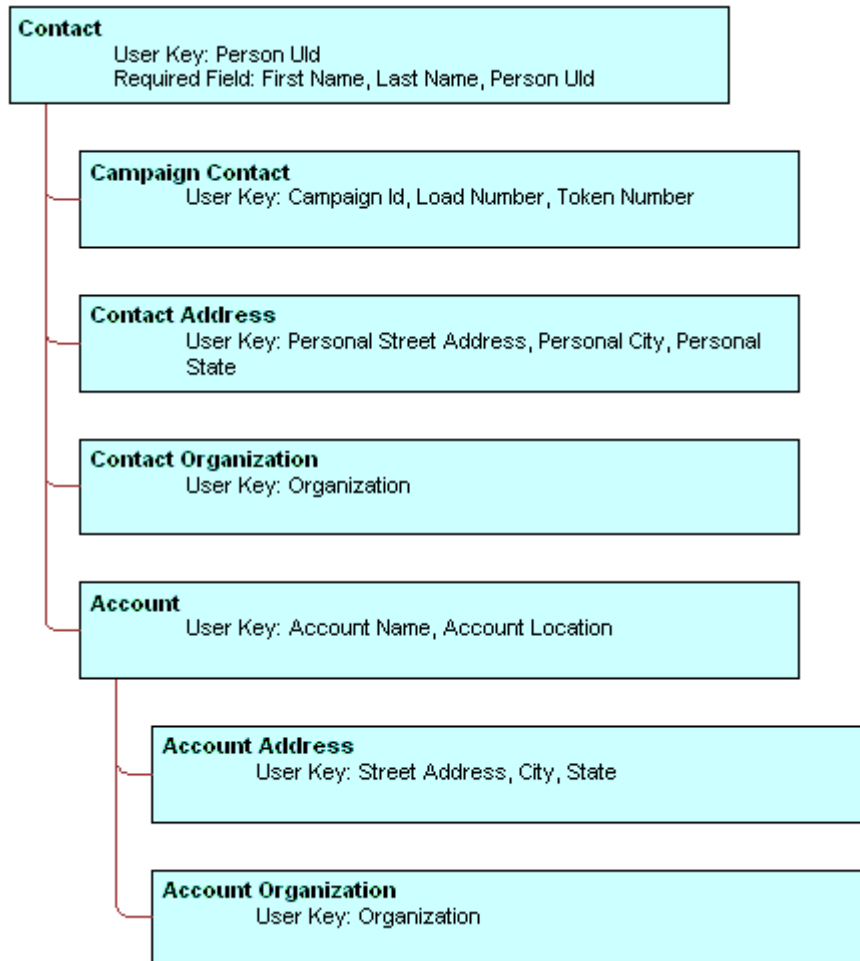 Contact
User Key: Person UId
Required Field: First Name, Last Name, Person UId
Campaign Contact
User Key: Campaign Id, Load Number, Token Number
Contact Address
User Key: Personal Street Address, Personal City, Personal
State
Contact Organization
User Key: Organization
Account
User Key: Account Name, Account Location
Account Address
User Key: Street Address, City, State
Account Organization
User Key: Organization